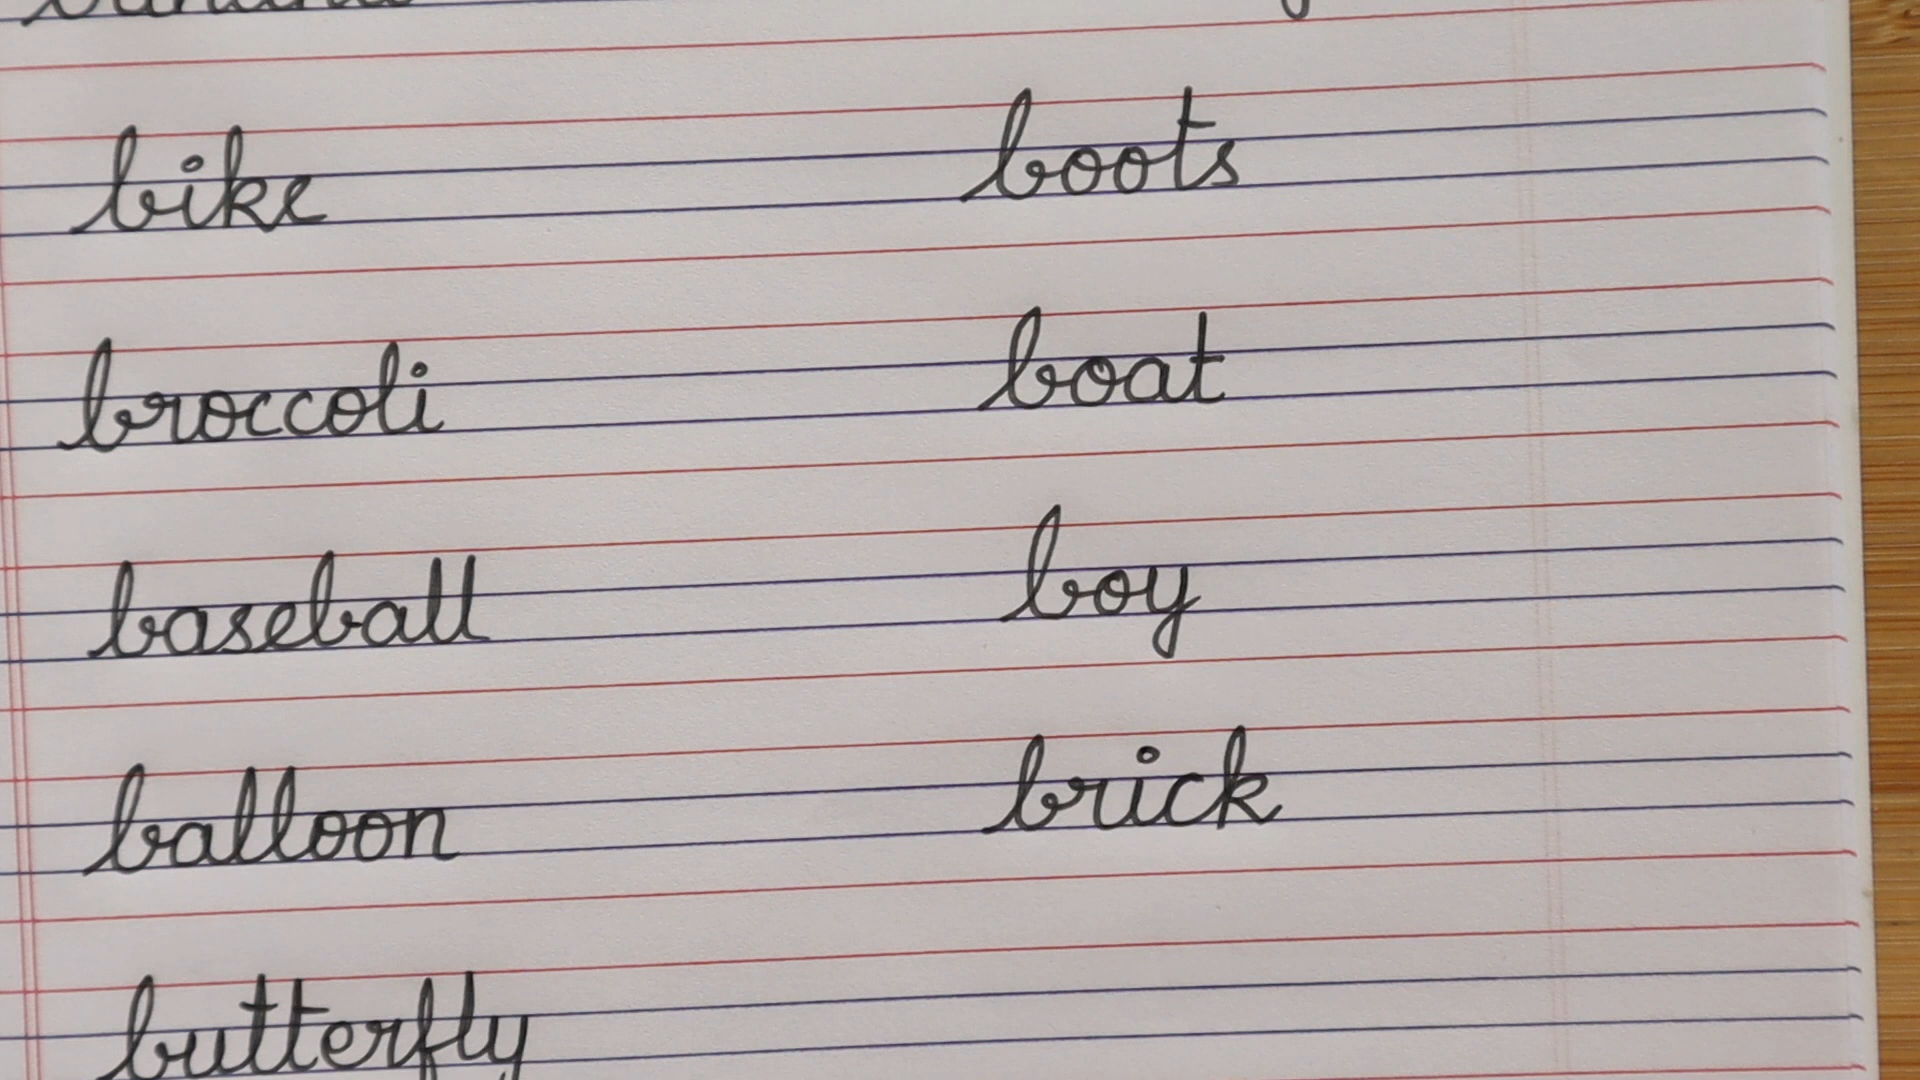 bike boots
broccoli boat
baseball boy
balloon brick
butterfly